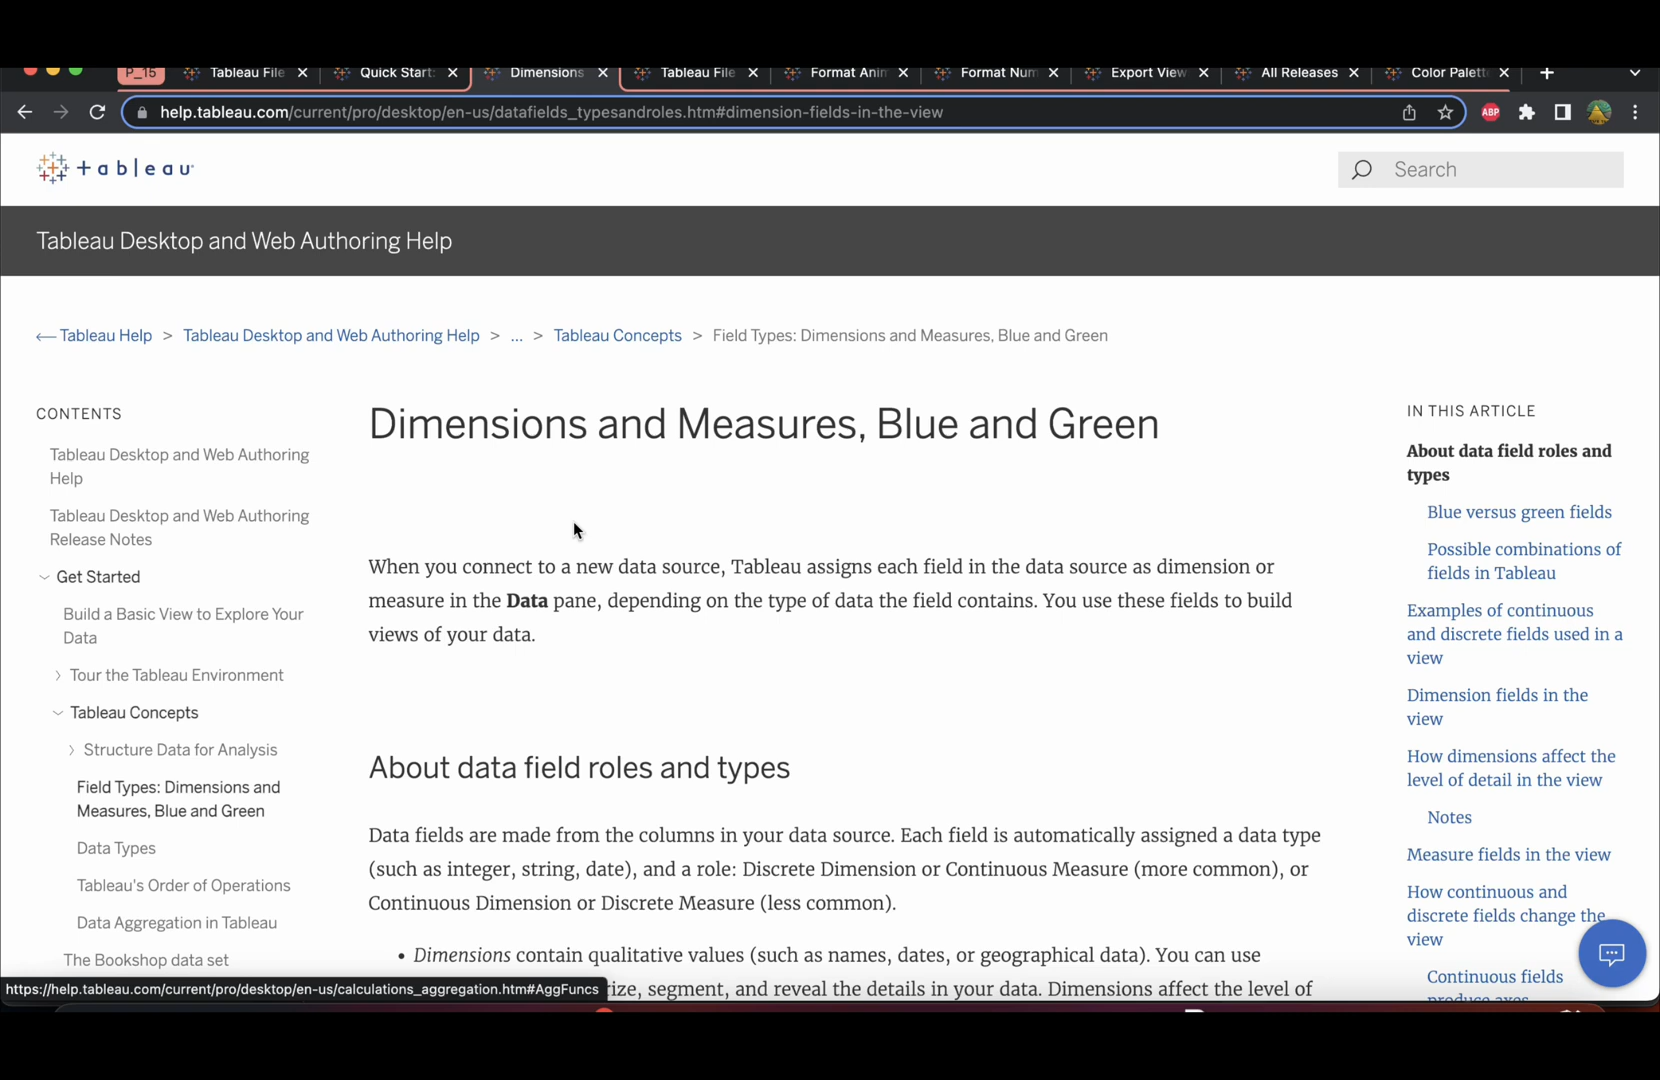 P_15
Tableau File
Quick Start:
Dimensions
Tableau File
Format Anim
Format Num
Export View
All Releases
Color Palett
help.tableau.com/current/pro/desktop/en-us/datafields_typesandroles.htm#dimension-fields-in-the-view
ABP
+ableau
Search
Tableau Desktop and Web Authoring Help
Tableau Help > Tableau Desktop and Web Authoring Help > ... > Tableau Concepts > Field Types: Dimensions and Measures, Blue and Green
CONTENTS
Tableau Desktop and Web Authoring
Help
Tableau Desktop and Web Authoring
Release Notes
Get Started
Build a Basic View to Explore Your
Data
Tour the Tableau Environment
Tableau Concepts
Structure Data for Analysis
Field Types: Dimensions and
Measures, Blue and Green
Data Types
Tableau's Order of Operations
Data Aggregation in Tableau
The Bookshop data set
Dimensions and Measures, Blue and Green
When you connect to a new data source, Tableau assigns each field in the data source as dimension or
measure in the Data pane, depending on the type of data the field contains. You use these fields to build
views of your data.
About data field roles and types
Data fields are made from the columns in your data source. Each field is automatically assigned a data type
(such as integer, string, date), and a role: Discrete Dimension or Continuous Measure (more common), or
Continuous Dimension or Discrete Measure (less common).
• Dimensions contain qualitative values (such as names, dates, or geographical data). You can use
rize, segment, and reveal the details in your data. Dimensions affect the level of
IN THIS ARTICLE
About data field roles and
types
Blue versus green fields
Possible combinations of
fields in Tableau
Examples of continuous
and discrete fields used in a
view
Dimension fields in the
view
How dimensions affect the
level of detail in the view
Notes
Measure fields in the view
How continuous and
discrete fields change the
view
Continuous fields
produce axes
https://help.tableau.com/current/pro/desktop/en-us/calculations_aggregation.htm#AggFuncs